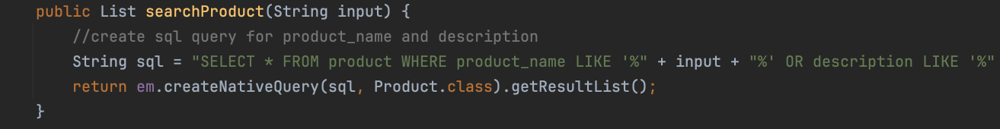 public List searchProduct(String input) {
//create sql query for product_name and description
String sql = "SELECT * FROM product WHERE product_name LIKE '%" + input + "%' OR description LIKE '%"
return em.createNativeQuery(sql, Product.class).getResultList();
}